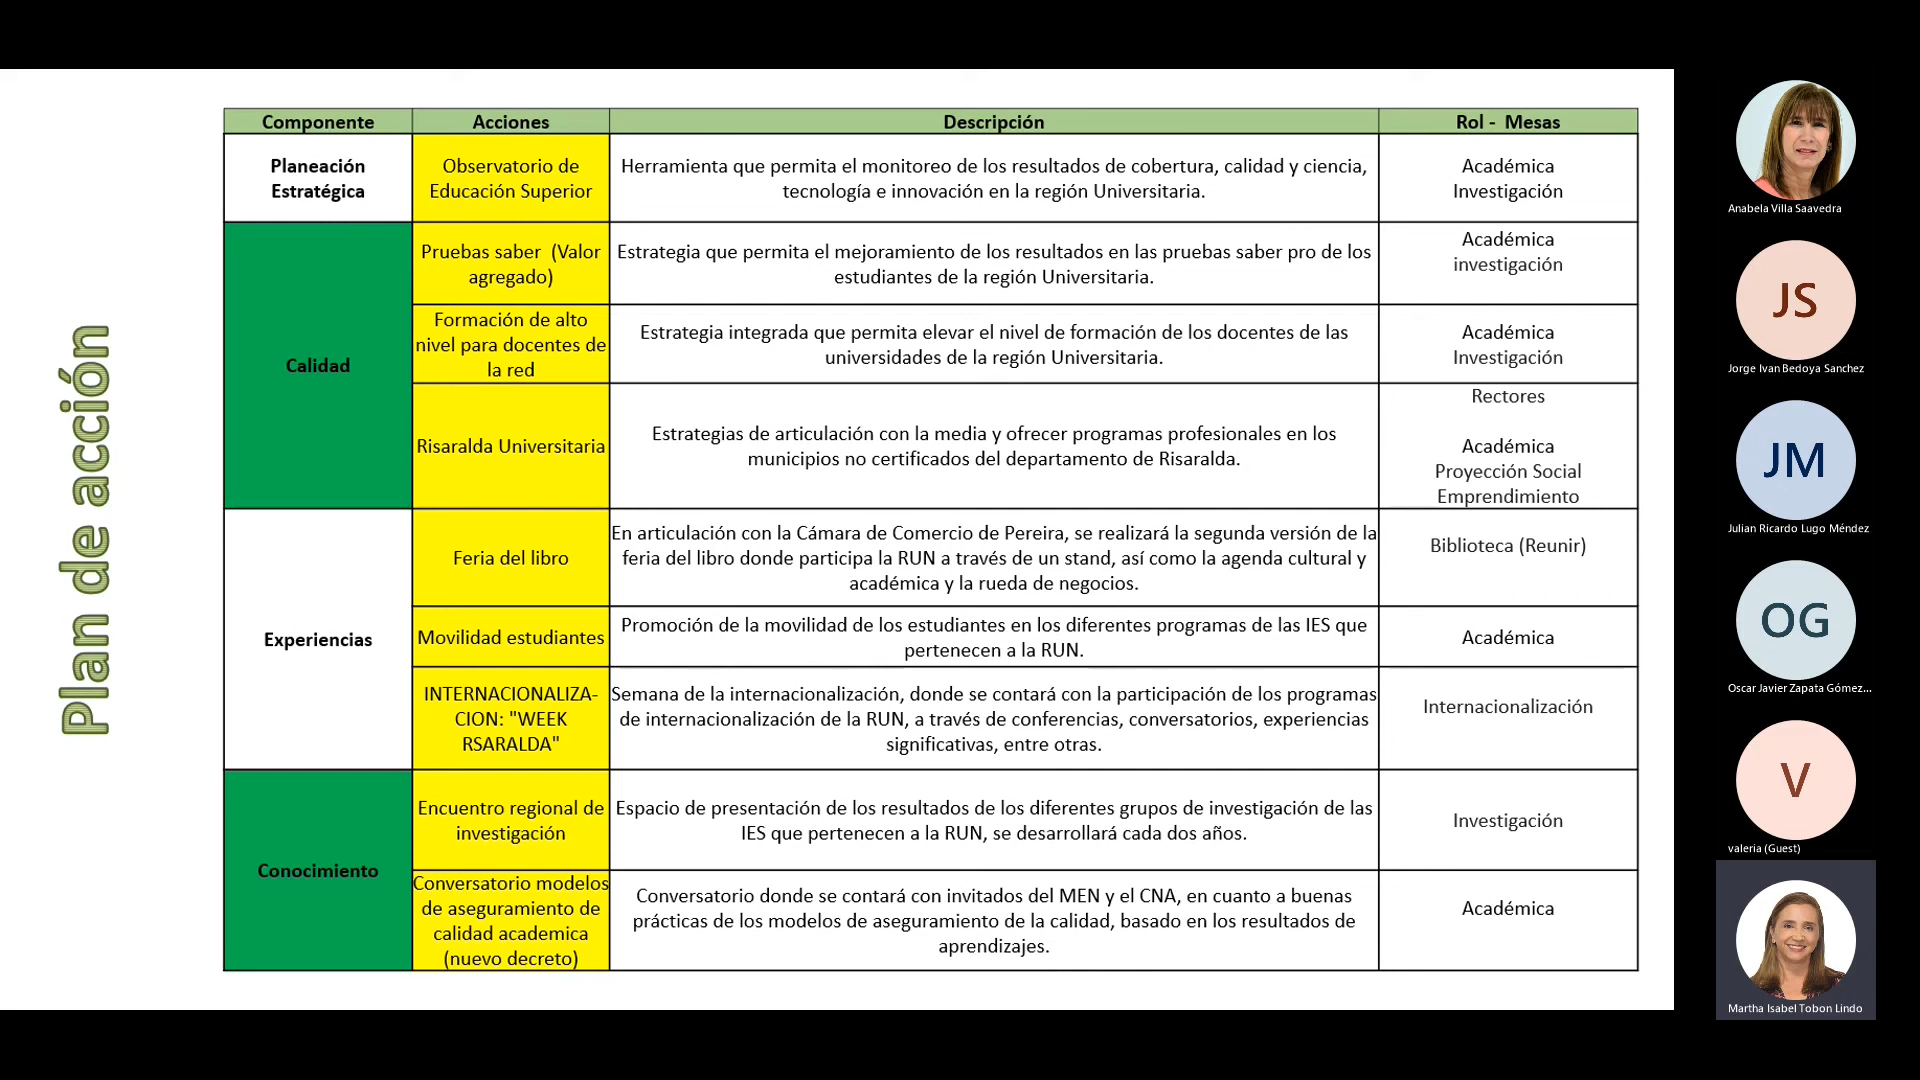 Plan de acción
Componente
Acciones
Descripción
Rol - Mesas
Planeación
Estratégica
Observatorio de
Educación Superior
Herramienta que permita el monitoreo de los resultados de cobertura, calidad y ciencia,
tecnología e innovación en la región Universitaria.
Académica
Investigación
Calidad
Pruebas saber (Valor
agregado)
Estrategia que permita el mejoramiento de los resultados en las pruebas saber pro de los
estudiantes de la región Universitaria.
Académica
investigación
Formación de alto
nivel para docentes de
la red
Estrategia integrada que permita elevar el nivel de formación de los docentes de las
universidades de la región Universitaria.
Académica
Investigación
Risaralda Universitaria
Estrategias de articulación con la media y ofrecer programas profesionales en los
municipios no certificados del departamento de Risaralda.
Rectores
Académica
Proyección Social
Emprendimiento
Experiencias
Feria del libro
En articulación con la Cámara de Comercio de Pereira, se realizará la segunda versión de la
feria del libro donde participa la RUN a través de un stand, así como la agenda cultural y
académica y la rueda de negocios.
Biblioteca (Reunir)
Movilidad estudiantes
Promoción de la movilidad de los estudiantes en los diferentes programas de las IES que
pertenecen a la RUN.
Académica
INTERNACIONALIZA-
CION: "WEEK
RSARALDA"
Semana de la internacionalización, donde se contará con la participación de los programas
de internacionalización de la RUN, a través de conferencias, conversatorios, experiencias
significativas, entre otras.
Internacionalización
Conocimiento
Encuentro regional de
investigación
Espacio de presentación de los resultados de los diferentes grupos de investigación de las
IES que pertenecen a la RUN, se desarrollará cada dos años.
Investigación
Conversatorio modelos
de aseguramiento de
calidad academica
(nuevo decreto)
Conversatorio donde se contará con invitados del MEN y el CNA, en cuanto a buenas
prácticas de los modelos de aseguramiento de la calidad, basado en los resultados de
aprendizajes.
Académica
Anabela Villa Saavedra
JS
Jorge Ivan Bedoya Sanchez
JM
Julian Ricardo Lugo Méndez
OG
Oscar Javier Zapata Gómez...
V
valeria (Guest)
Martha Isabel Tobon Lindo